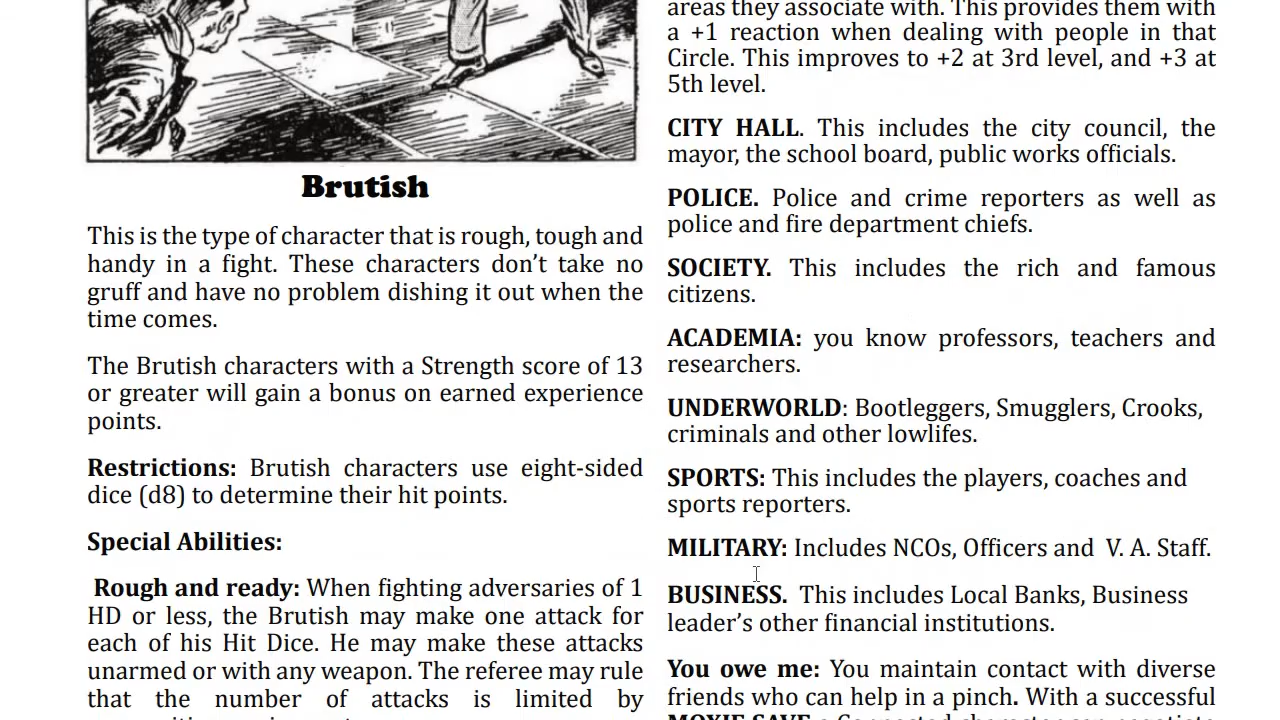 Brutish
This is the type of character that is rough, tough and
handy in a fight. These characters don’t take no
gruff and have no problem dishing it out when the
time comes.
The Brutish characters with a Strength score of 13
or greater will gain a bonus on earned experience
points.
Restrictions: Brutish characters use eight-sided
dice (d8) to determine their hit points.
Special Abilities:
Rough and ready: When fighting adversaries of 1
HD or less, the Brutish may make one attack for
each of his Hit Dice. He may make these attacks
unarmed or with any weapon. The referee may rule
that the number of attacks is limited by
areas they associate with. This provides them with
a +1 reaction when dealing with people in that
Circle. This improves to +2 at 3rd level, and +3 at
5th level.
CITY HALL. This includes the city council, the
mayor, the school board, public works officials.
POLICE. Police and crime reporters as well as
police and fire department chiefs.
SOCIETY. This includes the rich and famous
citizens.
ACADEMIA: you know professors, teachers and
researchers.
UNDERWORLD: Bootleggers, Smugglers, Crooks,
criminals and other lowlifes.
SPORTS: This includes the players, coaches and
sports reporters.
MILITARY: Includes NCOs, Officers and V. A. Staff.
BUSINESS. This includes Local Banks, Business
leader’s other financial institutions.
You owe me: You maintain contact with diverse
friends who can help in a pinch. With a successful
MOXIE SAVE a Connected character can negotiate